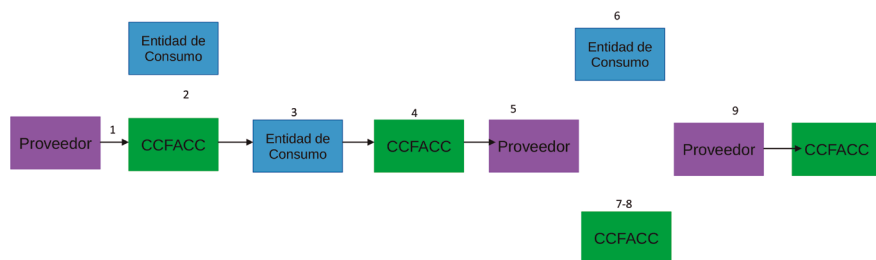 6
Entidad de
Consumo
Entidad de
Consumo
2
1
3
4
5
9
Proveedor
CCFACC
Entidad de
Consumo
CCFACC
Proveedor
Proveedor
CCFACC
7-8
CCFACC